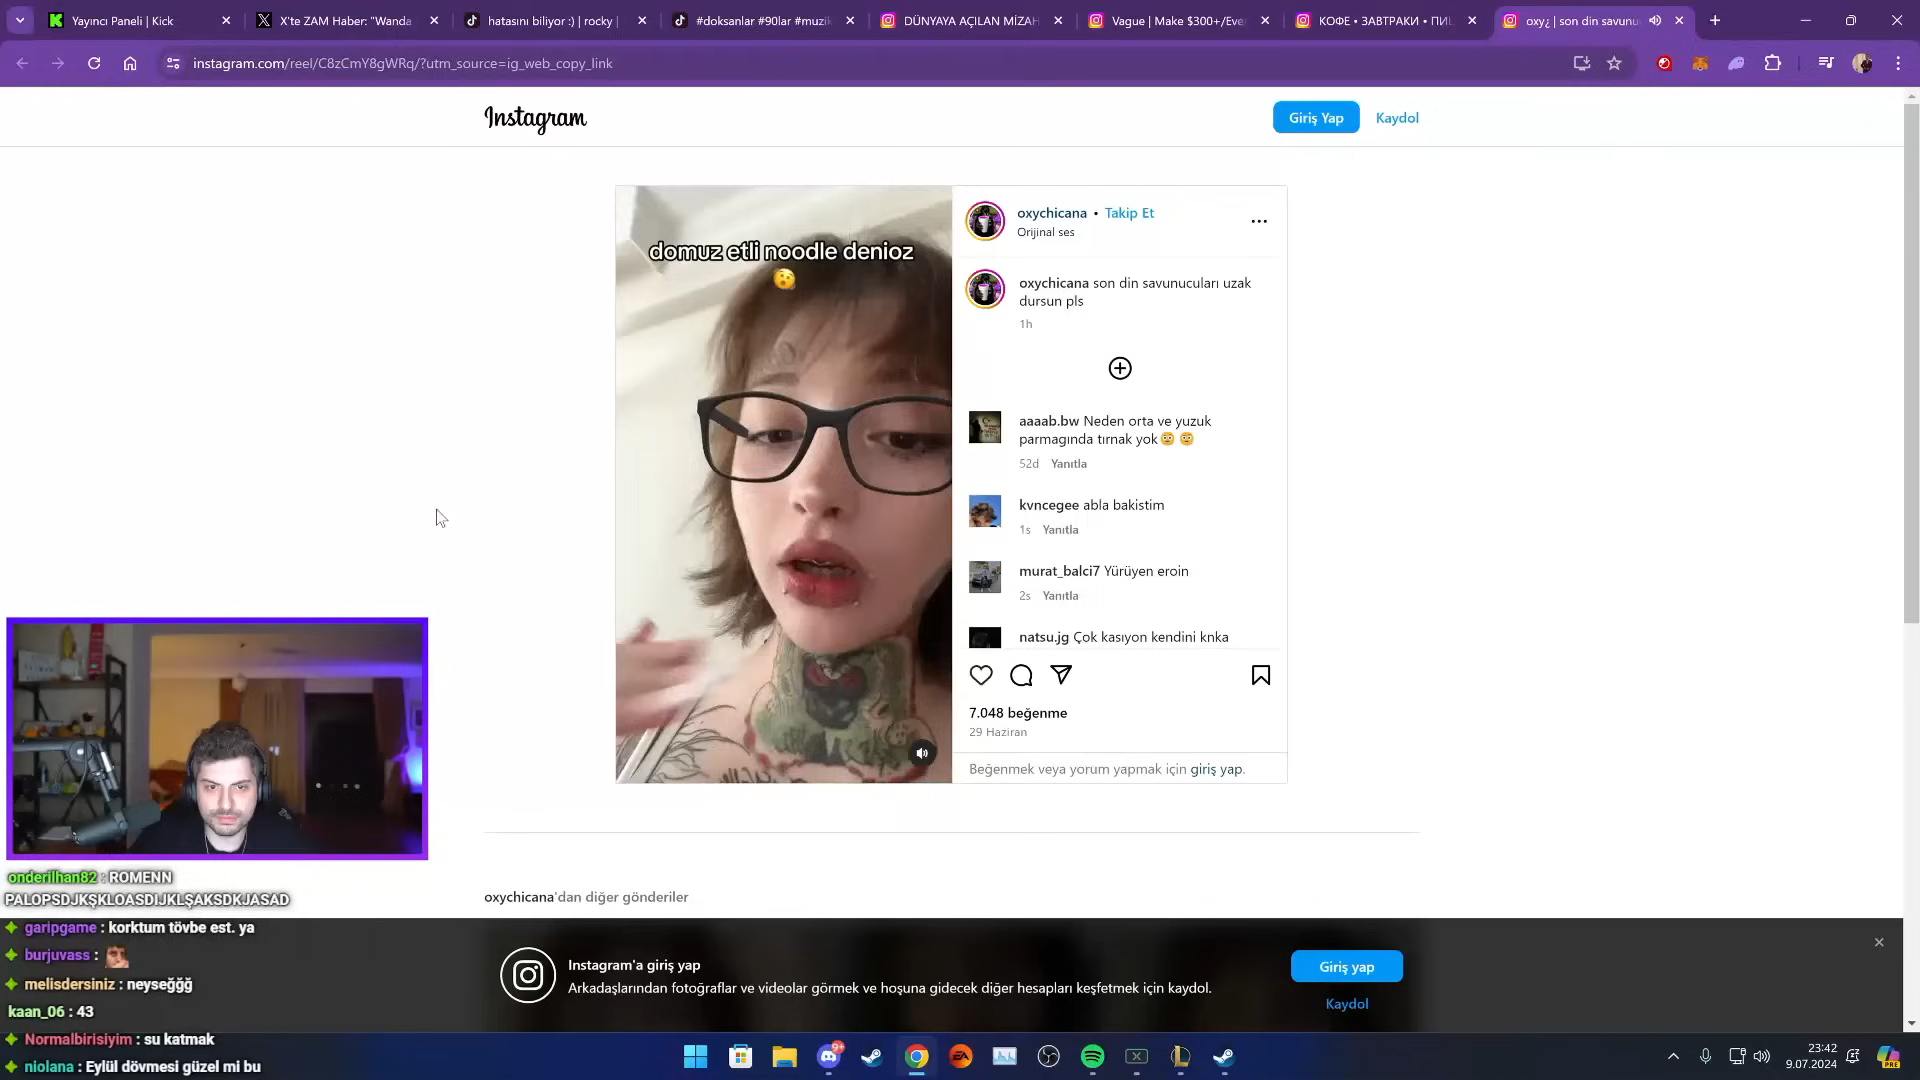 Yayıncı Paneli | Kick
X'te ZAM Haber: "Wanda
hatasını biliyor :) | rocky |
#doksanlar #90lar #muzik
DÜNYAYA AÇILAN MİZAH
Vague | Make $300+/Eve
КОФЕ • ЗАВТРАКИ • ПИ
oxy¿ | son din savunu
instagram.com/reel/C8zCmY8gWRq/?utm_source=ig_web_copy_link
Instagram
Giriş Yap
Kaydol
domuz etli noodle denioz
oxychicana • Takip Et
Orijinal ses
oxychicana son din savunucuları uzak
dursun pls
1h
aaaab.bw Neden orta ve yuzuk
parmagında tırnak yok😳 😳
52d Yanıtla
kvncegee abla bakistim
1s Yanıtla
murat_balci7 Yürüyen eroin
2s Yanıtla
natsu.jg Çok kasıyon kendini knka
7.048 beğenme
29 Haziran
Beğenmek veya yorum yapmak için giriş yap.
oxychicana'dan diğer gönderiler
Instagram'a giriş yap
Arkadaşlarından fotoğraflar ve videolar görmek ve hoşuna gidecek diğer hesapları keşfetmek için kaydol.
Giriş yap
Kaydol
onderilhan82 : ROMENN
PALOPSDJKŞKLOASDIJKLŞAKSDKJASAD
garipgame : korktum tövbe est. ya
burjuvass :
melisdersiniz : neyseğğğ
kaan_06 : 43
Normalbirisiyim : su katmak
niolana : Eylül dövmesi güzel mi bu
9+
EA
23:42
9.07.2024
PRE